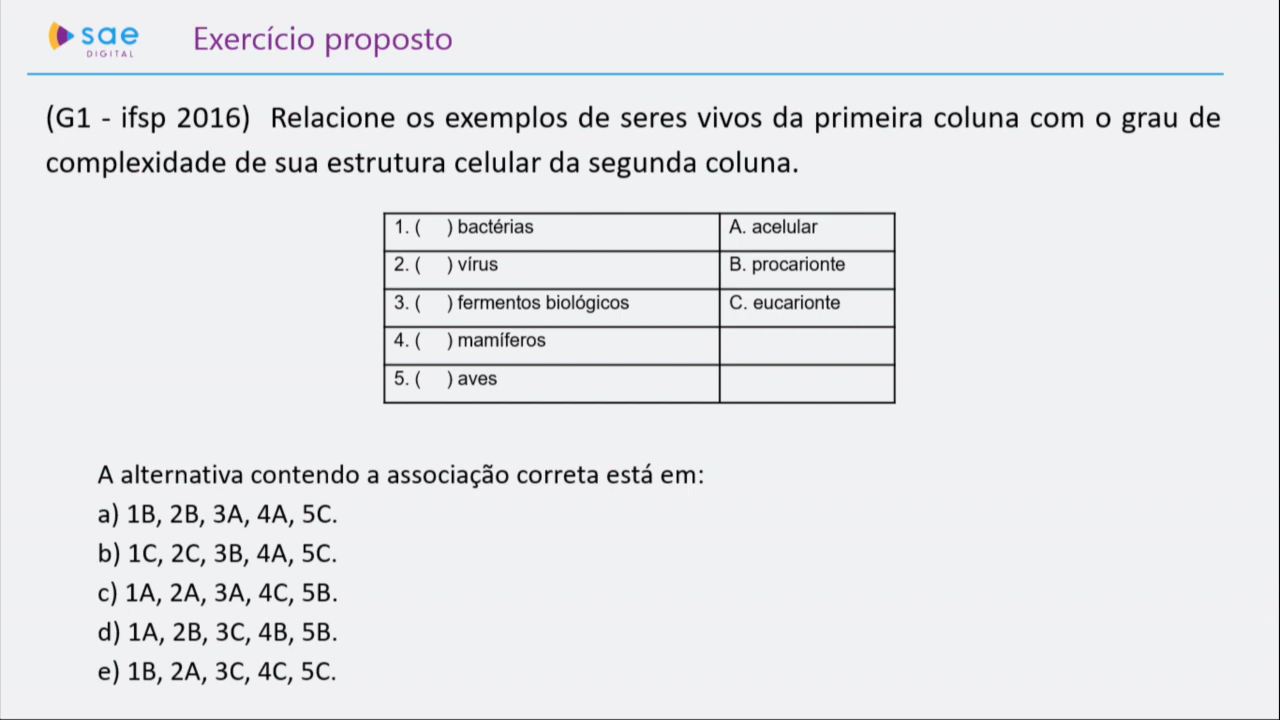 sae
DIGITAL
Exercício proposto
(G1 - ifsp 2016) Relacione os exemplos de seres vivos da primeira coluna com o grau de
complexidade de sua estrutura celular da segunda coluna.
1. ( ) bactérias A. acelular
2. ( ) vírus B. procarionte
3. ( ) fermentos biológicos C. eucarionte
4. ( ) mamíferos
5. ( ) aves
A alternativa contendo a associação correta está em:
a) 1B, 2B, 3A, 4A, 5C.
b) 1C, 2C, 3B, 4A, 5C.
c) 1A, 2A, 3A, 4C, 5B.
d) 1A, 2B, 3C, 4B, 5B.
e) 1B, 2A, 3C, 4C, 5C.